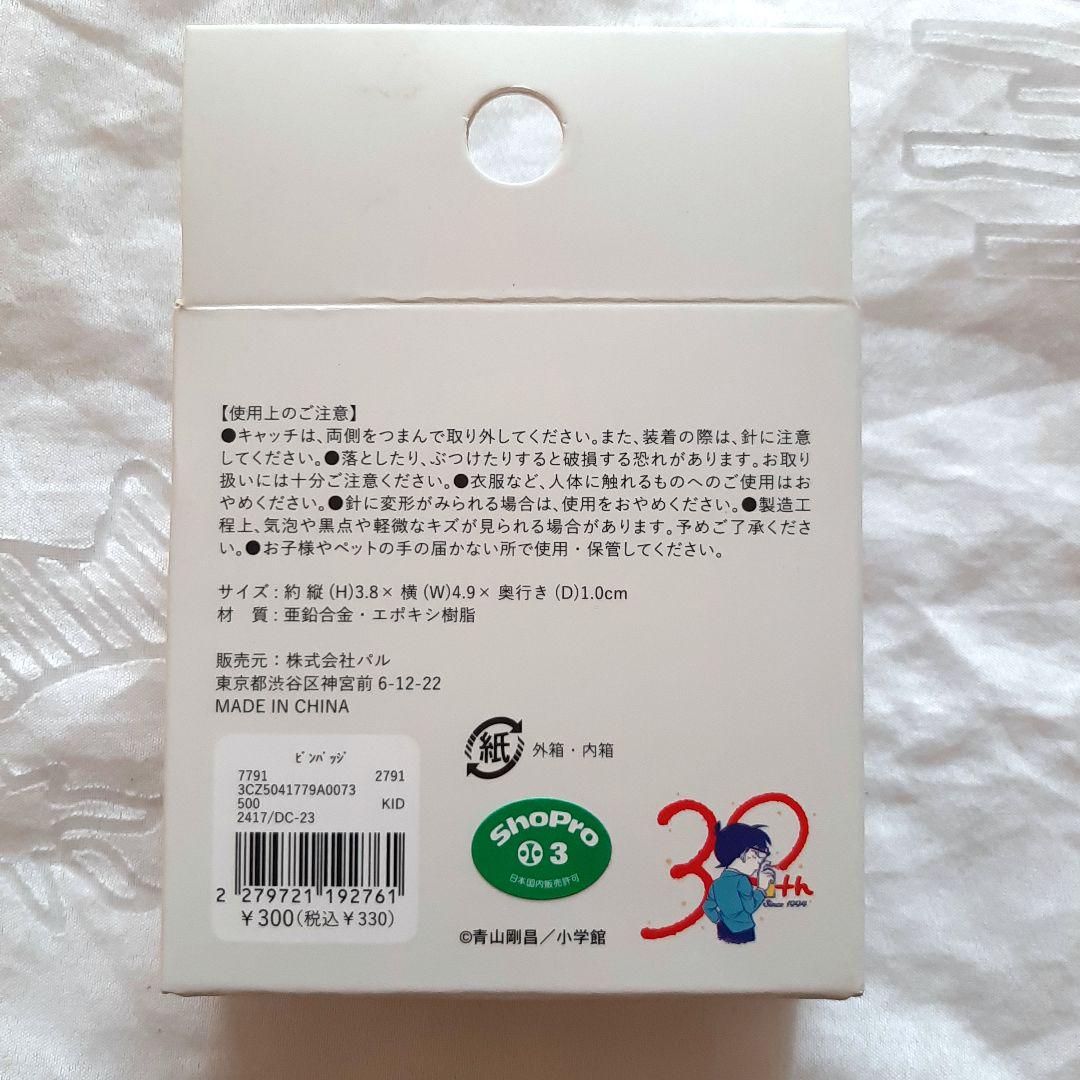 【使用上のご注意】
●キャッチは、両側をつまんで取り外してください。また、装着の際は、針に注意
してください。●落としたり、ぶつけたりすると破損する恐れがあります。お取り
扱いには十分ご注意ください。●衣服など、人体に触れるものへのご使用はお
やめください。●針に変形がみられる場合は、使用をおやめください。●製造工
程上、気泡や黒点や軽微なキズが見られる場合があります。予めご了承くださ
い。●お子様やペットの手の届かない所で使用・保管してください。
サイズ : 約 縦 (H)3.8× 横 (W)4.9× 奥行き (D)1.0cm
材　質 : 亜鉛合金・エポキシ樹脂
販売元：株式会社パル
東京都渋谷区神宮前 6-12-22
MADE IN CHINA
ﾋﾟﾝﾊﾞｯｼﾞ
7791 2791
3CZ5041779A0073
500 KID
2417/DC-23
2 279721 192761
¥300(税込¥330)
紙 外箱・内箱
ShoPro
3
日本国内販売許可
30th
Since 1994
©青山剛昌／小学館